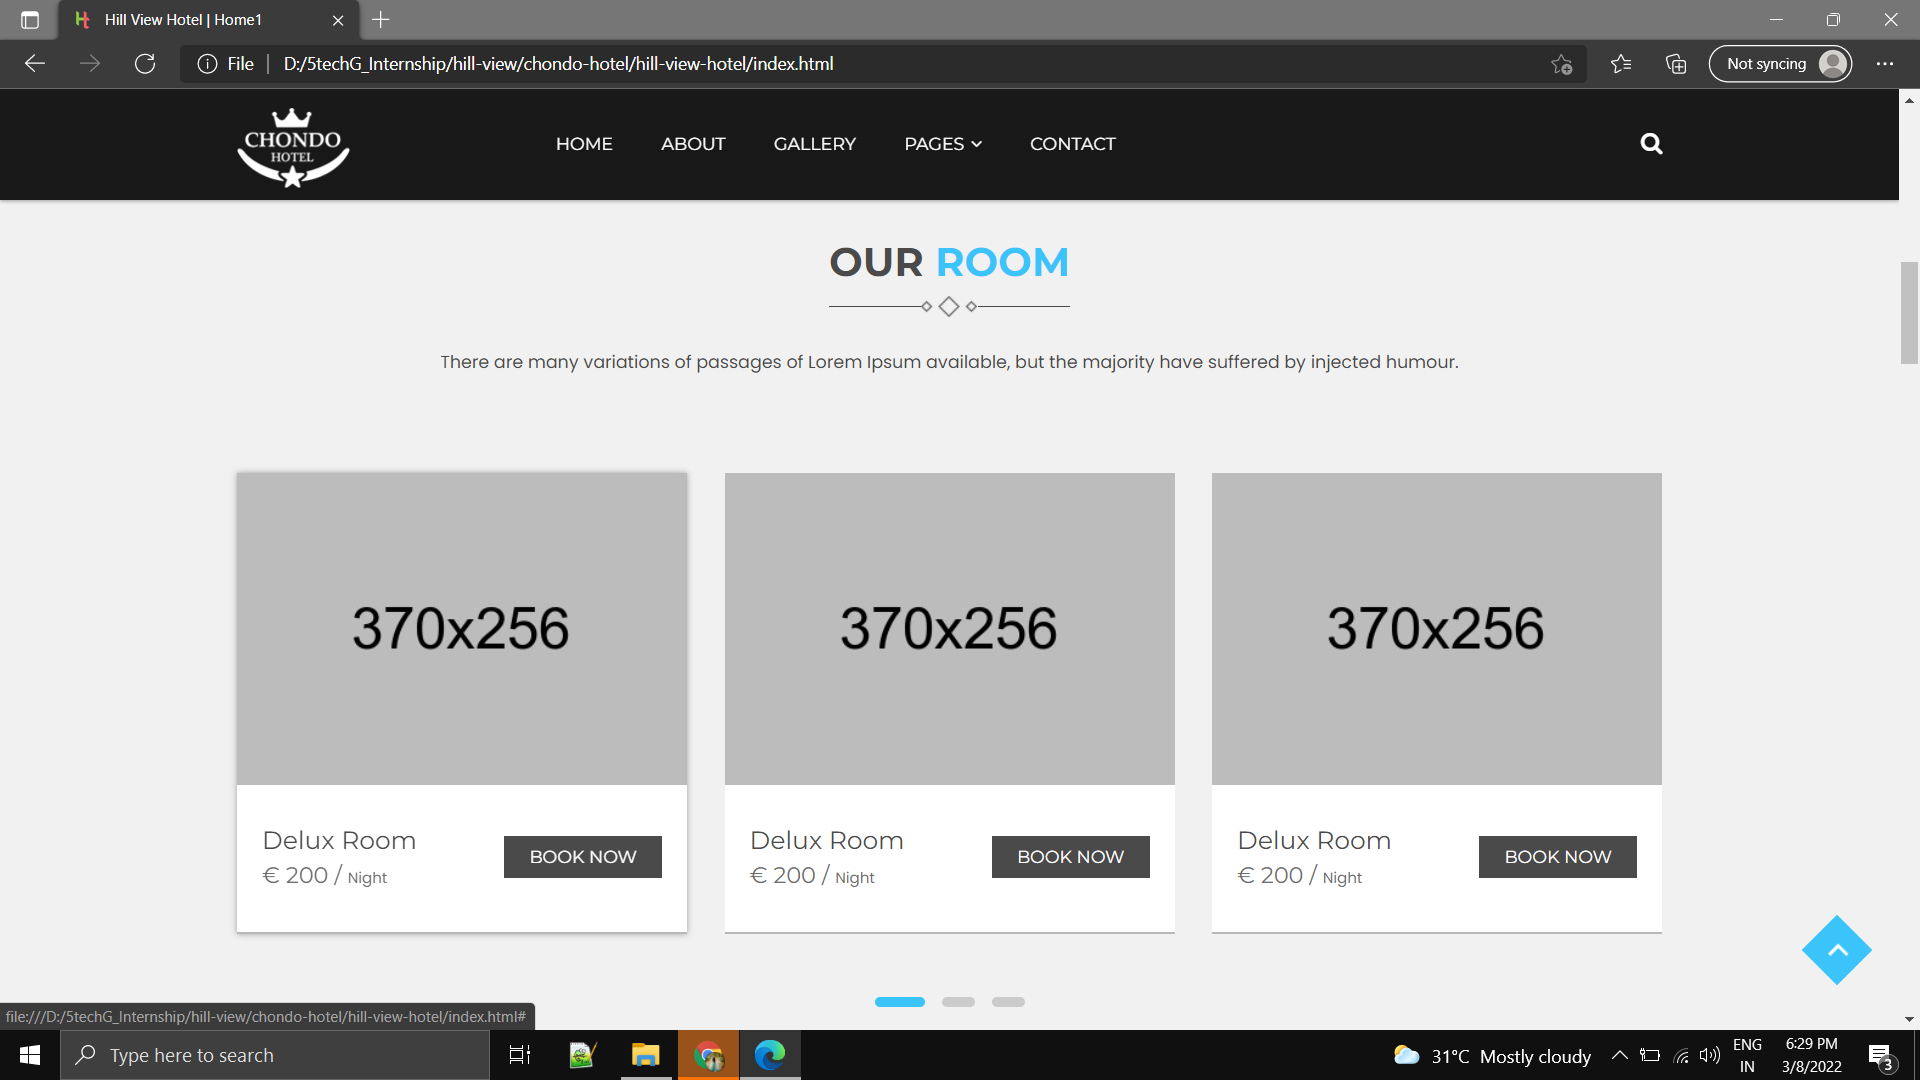 Hill View Hotel | Home1
File D:/5techG_Internship/hill-view/chondo-hotel/hill-view-hotel/index.html
Not syncing
CHONDO
HOTEL
HOME ABOUT GALLERY PAGES CONTACT
OUR ROOM
There are many variations of passages of Lorem Ipsum available, but the majority have suffered by injected humour.
370x256 370x256 370x256
Delux Room
€ 200 / Night
BOOK NOW
Delux Room
€ 200 / Night
BOOK NOW
Delux Room
€ 200 / Night
BOOK NOW
file:///D:/5techG_Internship/hill-view/chondo-hotel/hill-view-hotel/index.html#
Type here to search
31°C Mostly cloudy
ENG
IN
6:29 PM
3/8/2022
3